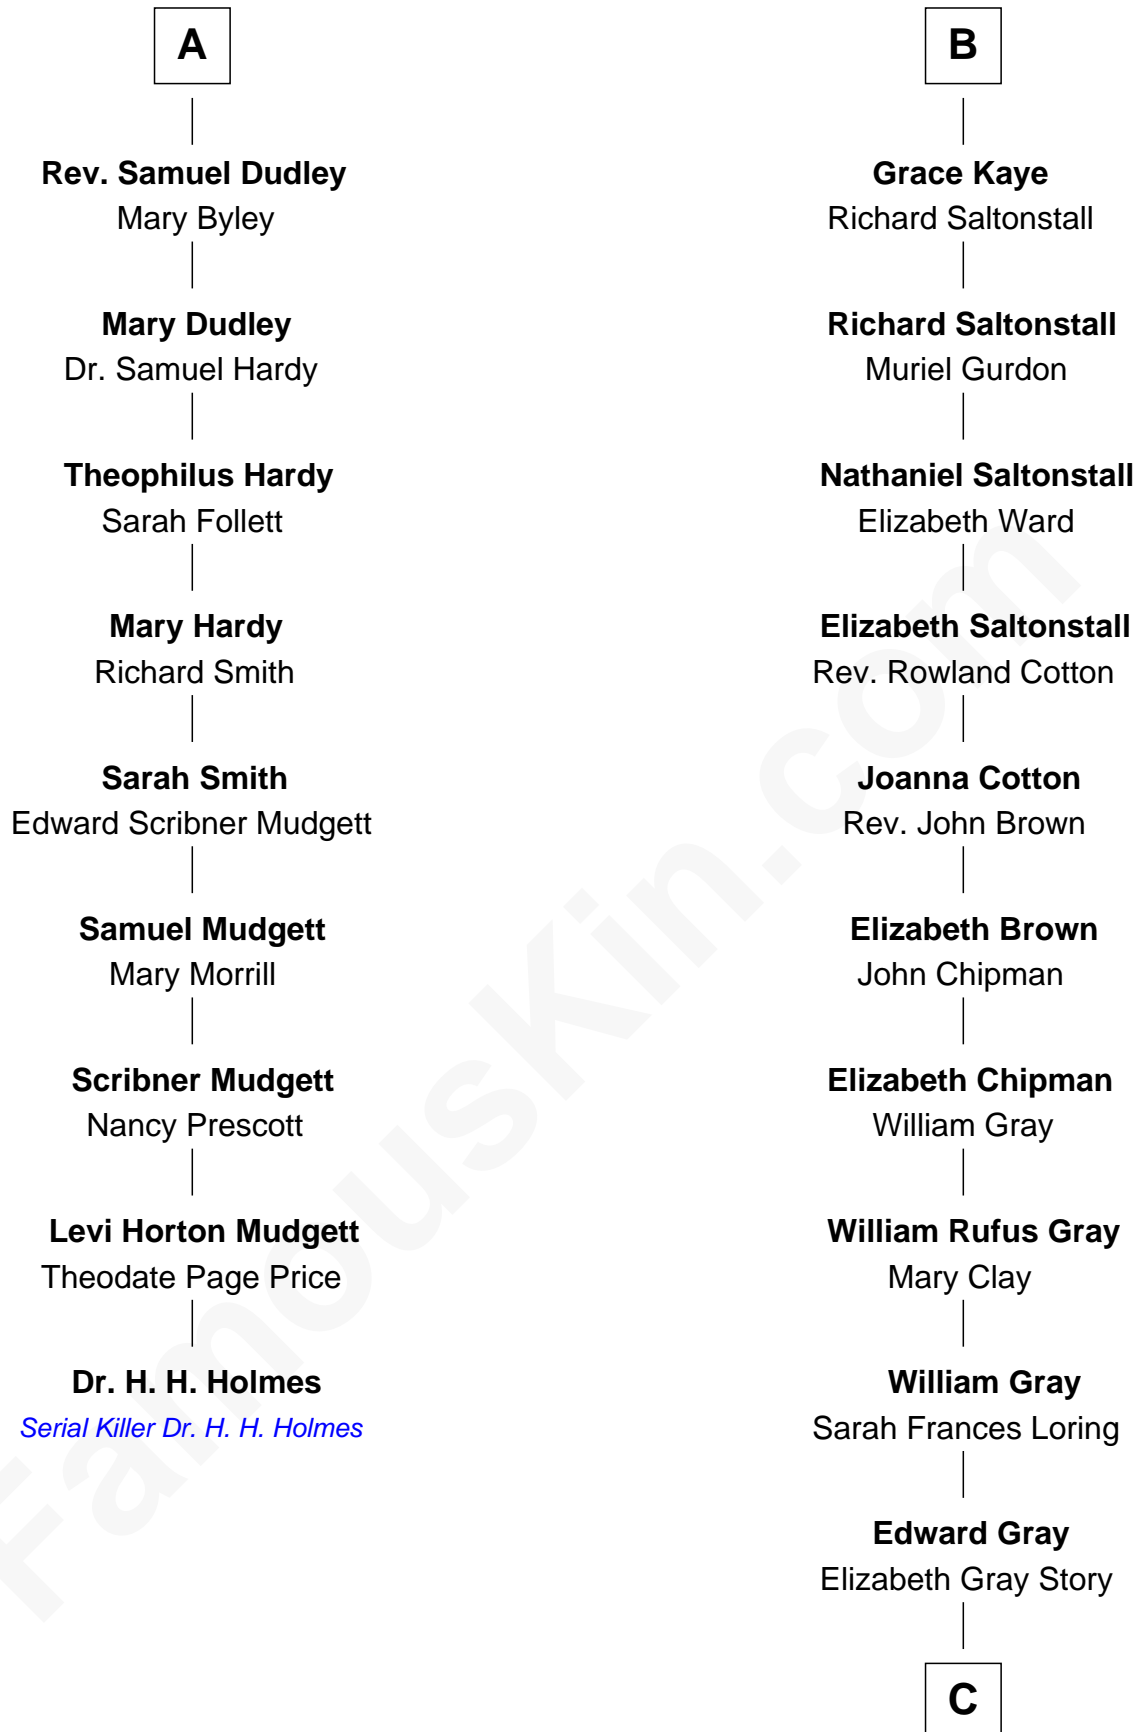 A
Rev. Samuel Dudley
Mary Byley
Mary Dudley
Dr. Samuel Hardy
Theophilus Hardy
Sarah Follett
Mary Hardy
Richard Smith
Sarah Smith
Edward Scribner Mudgett
Samuel Mudgett
Mary Morrill
Scribner Mudgett
Nancy Prescott
Levi Horton Mudgett
Theodate Page Price
Dr. H. H. Holmes
Serial Killer Dr. H. H. Holmes
B
Grace Kaye
Richard Saltonstall
Richard Saltonstall
Muriel Gurdon
Nathaniel Saltonstall
Elizabeth Ward
Elizabeth Saltonstall
Rev. Rowland Cotton
Joanna Cotton
Rev. John Brown
Elizabeth Brown
John Chipman
Elizabeth Chipman
William Gray
William Rufus Gray
Mary Clay
William Gray
Sarah Frances Loring
Edward Gray
Elizabeth Gray Story
C
FamousKin.com